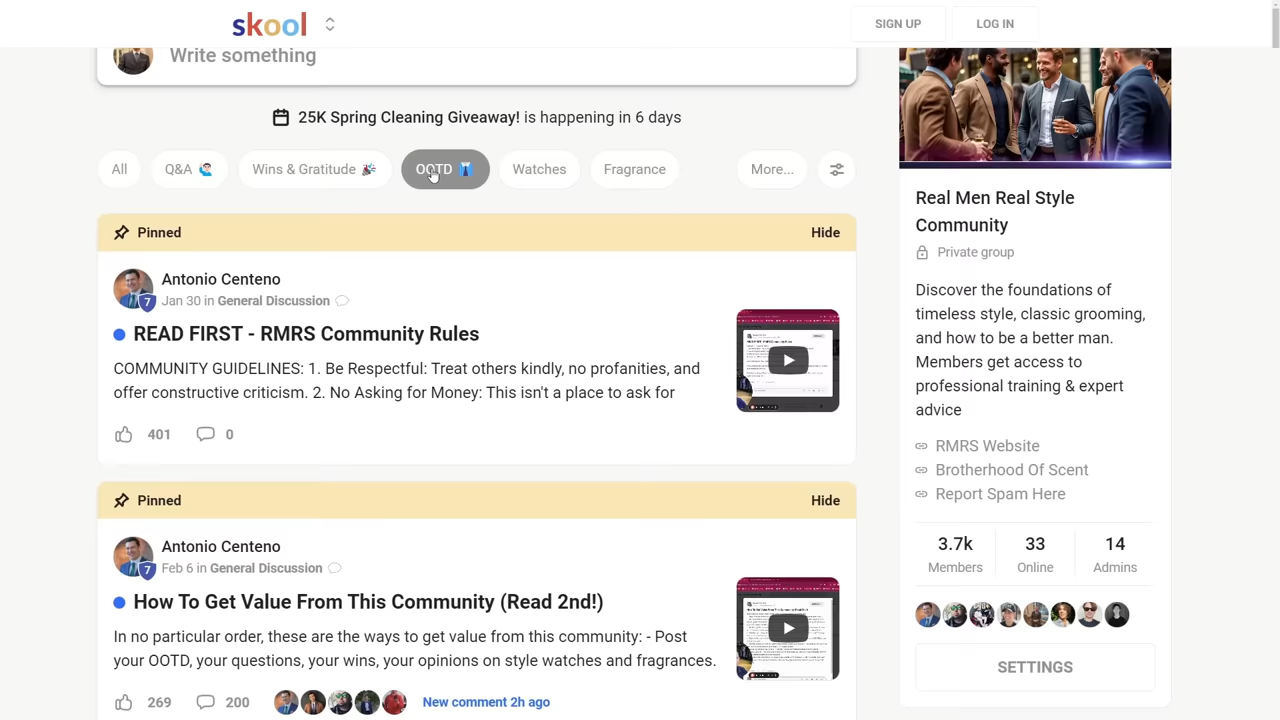 skool
SIGN UP
LOG IN
Write something
25K Spring Cleaning Giveaway! is happening in 6 days
All
Q&A
Wins & Gratitude
OOTD
Watches
Fragrance
More...
Pinned
Hide
Antonio Centeno
7
Jan 30 in General Discussion
READ FIRST - RMRS Community Rules
COMMUNITY GUIDELINES: 1. Be Respectful: Treat others kindly, no profanities, and
offer constructive criticism. 2. No Asking for Money: This isn't a place to ask for
401
0
Pinned
Hide
Antonio Centeno
7
Feb 6 in General Discussion
How To Get Value From This Community (Read 2nd!)
In no particular order, these are the ways to get value from this community: - Post
your OOTD, your questions, your wins, your opinions on your watches and fragrances.
269
200
New comment 2h ago
Real Men Real Style
Community
Private group
Discover the foundations of
timeless style, classic grooming,
and how to be a better man.
Members get access to
professional training & expert
advice
RMRS Website
Brotherhood Of Scent
Report Spam Here
3.7k
Members
33
Online
14
Admins
SETTINGS